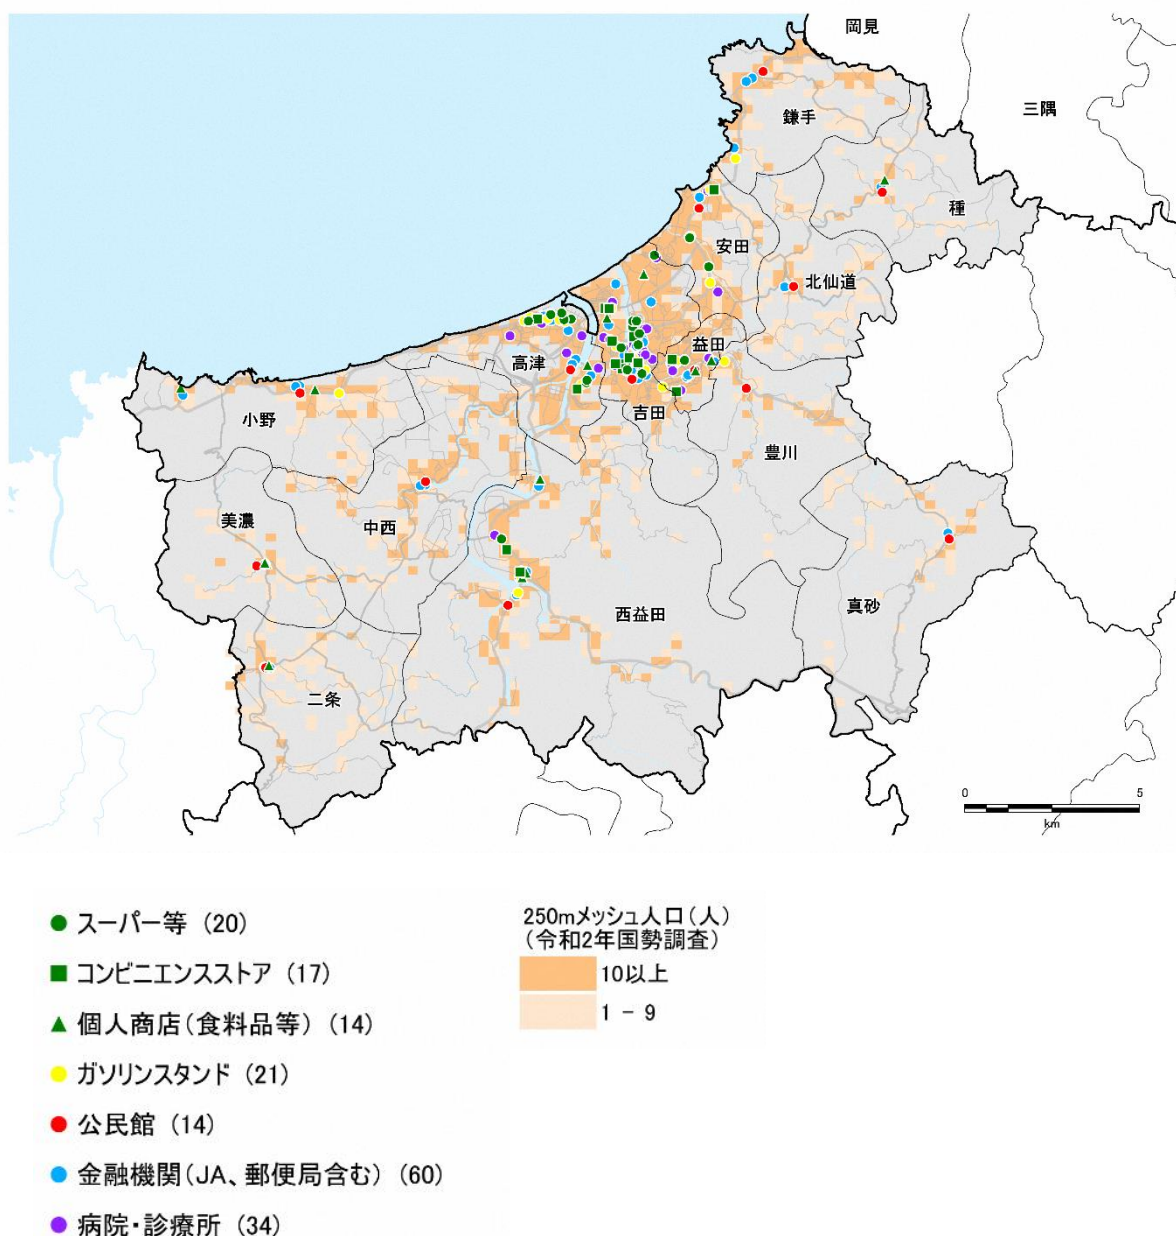 岡見
三隅
鎌手
種
安田
北仙道
益田
高津
吉田
小野
豊川
美濃
中西
西益田
真砂
二条
0 5
km
スーパー等 (20)
コンビニエンスストア (17)
個人商店(食料品等) (14)
ガソリンスタンド (21)
公民館 (14)
金融機関(JA、郵便局含む) (60)
病院・診療所 (34)
250mメッシュ人口(人)
(令和2年国勢調査)
10以上
1 - 9